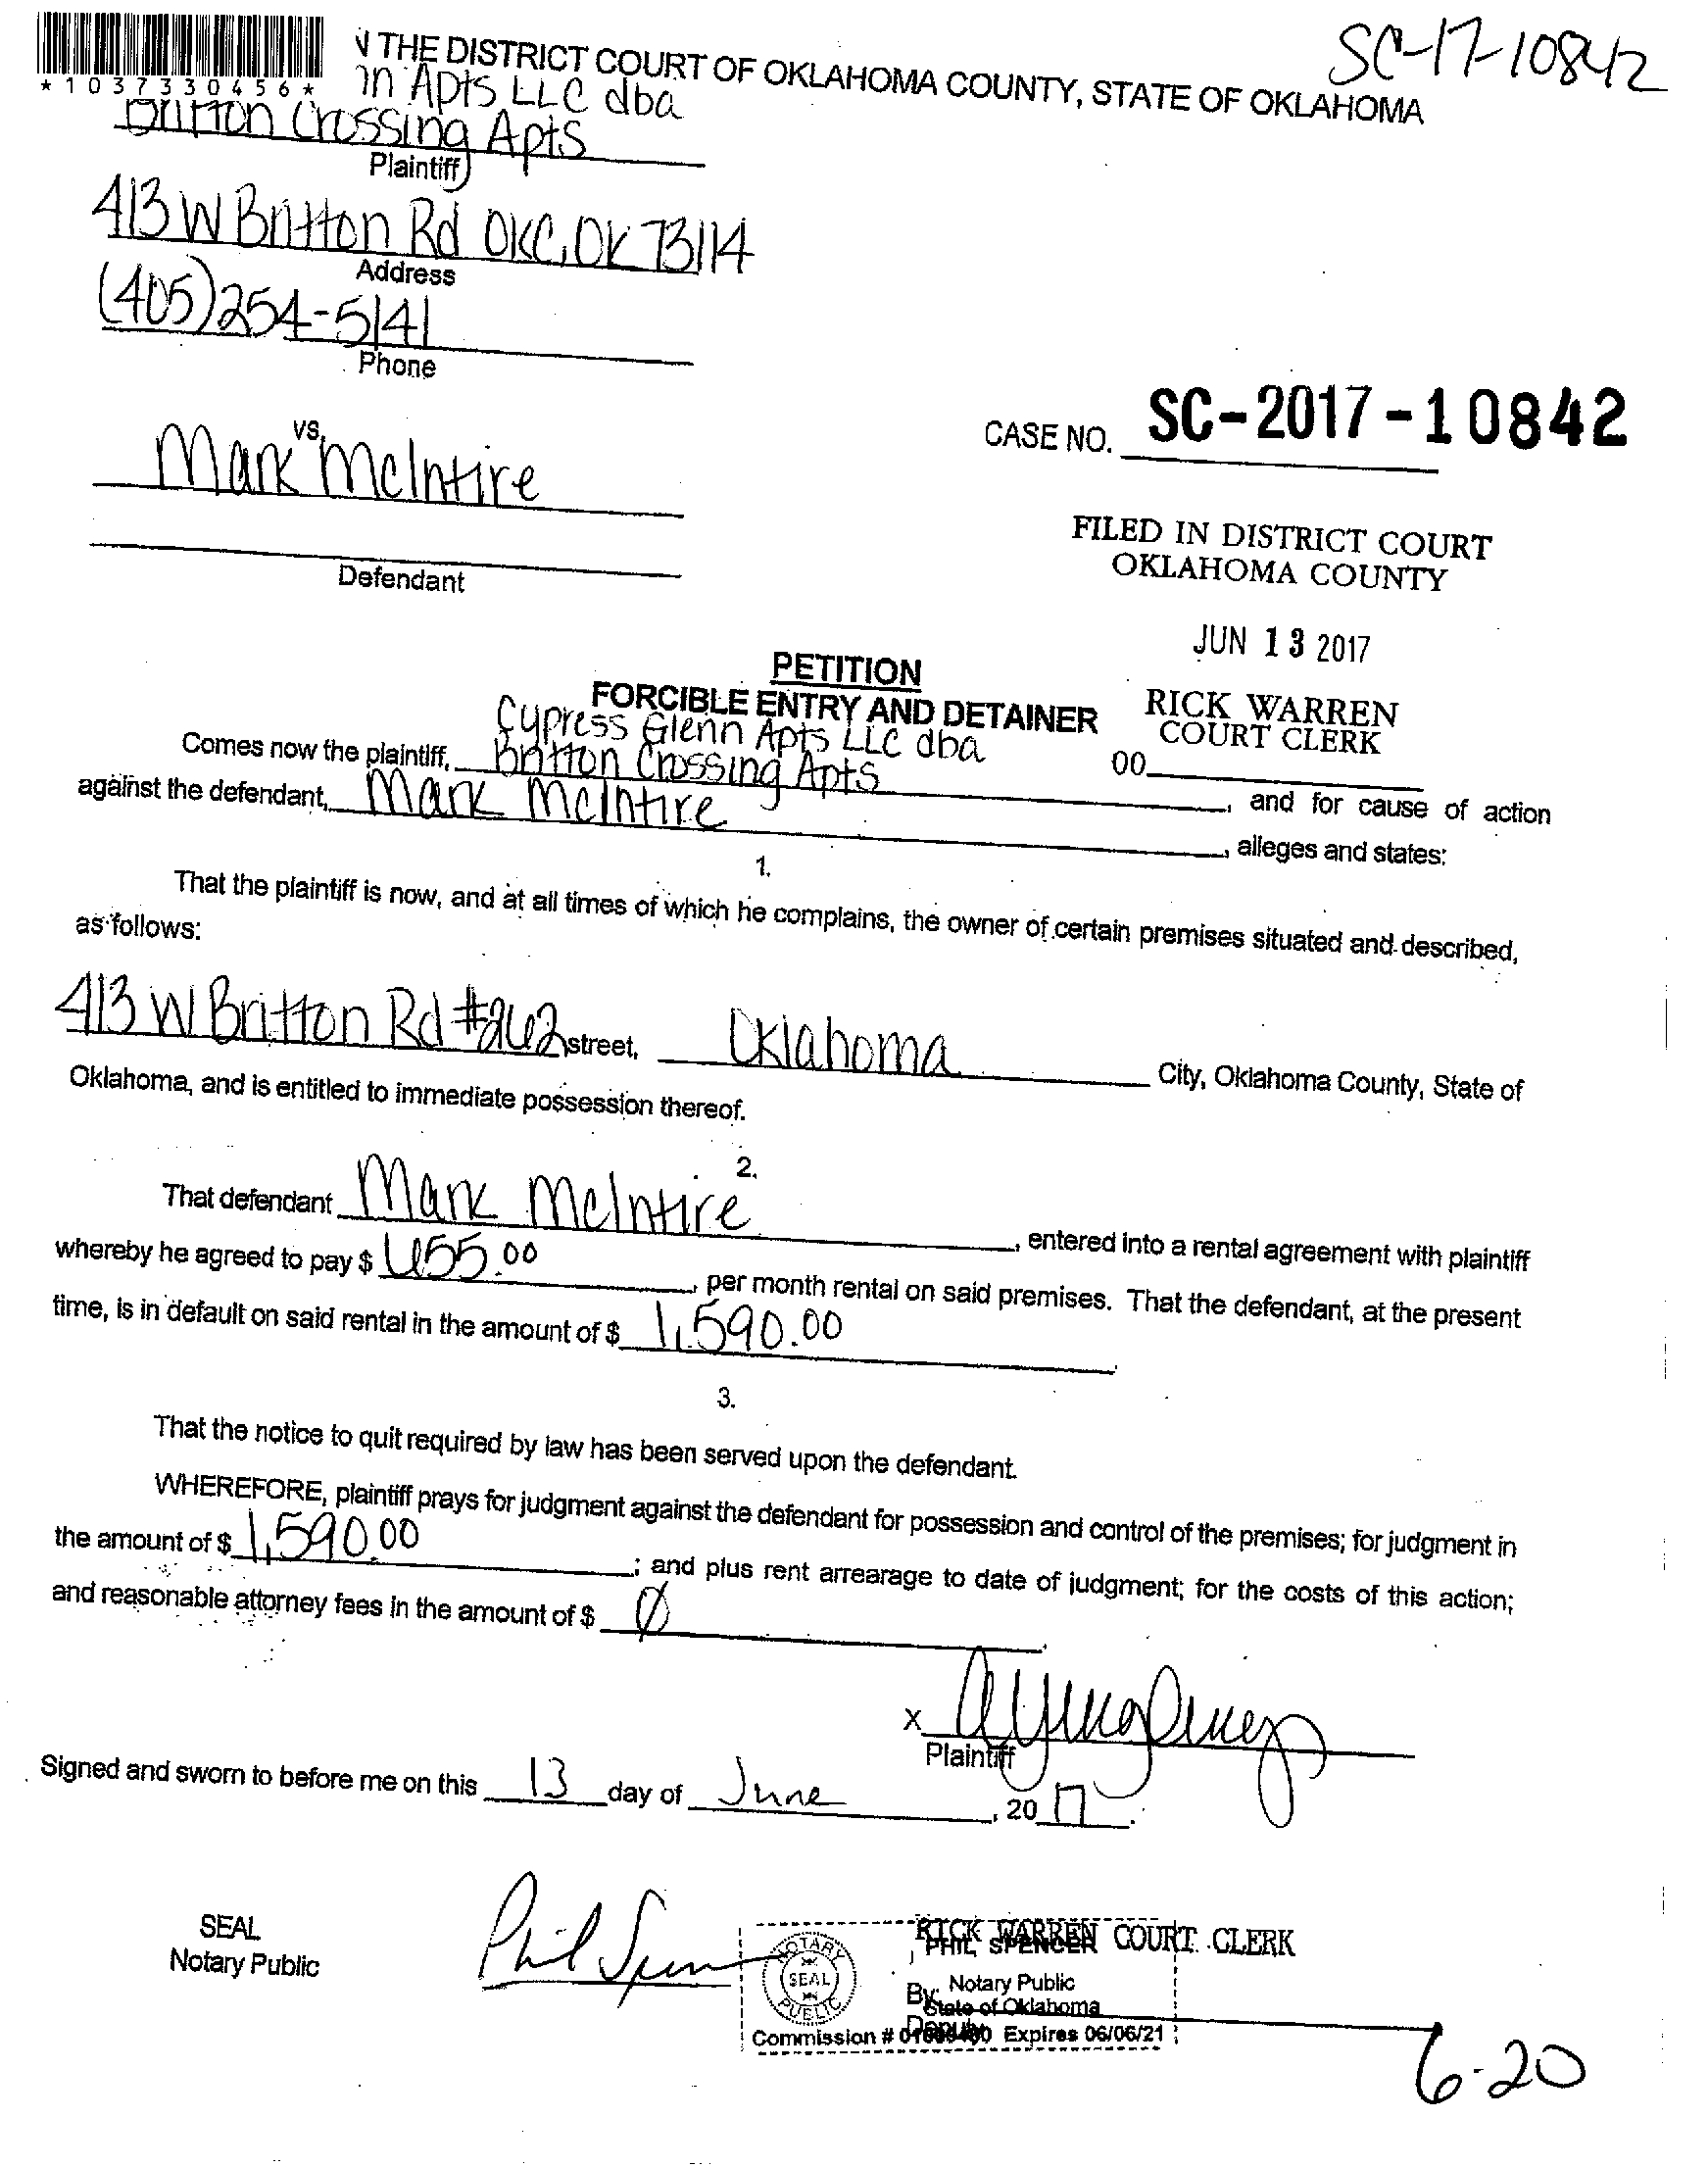 SC-17-10842
*1037330456*
N THE DISTRICT COURT OF OKLAHOMA COUNTY, STATE OF OKLAHOMA
nn Apts LLC dba
Britton Crossing Apts
Plaintiff
413 W Britton Rd OKC, OK 73114
Address
(405) 254-5141
Phone
vs.
Mark McIntire
CASE NO. SC-2017-10842
Defendant
FILED IN DISTRICT COURT
OKLAHOMA COUNTY
JUN 13 2017
RICK WARREN
COURT CLERK
00
PETITION
FORCIBLE ENTRY AND DETAINER
Cypress Glenn Apts LLC dba
Comes now the plaintiff, Britton Crossing Apts, and for cause of action
against the defendant, Mark McIntire, alleges and states:
1.
That the plaintiff is now, and at all times of which he complains, the owner of certain premises situated and described,
as follows:
413 W Britton Rd #262 street, Oklahoma City, Oklahoma County, State of
Oklahoma, and is entitled to immediate possession thereof.
2.
That defendant Mark McIntire, entered into a rental agreement with plaintiff
whereby he agreed to pay $ 655.00, per month rental on said premises. That the defendant, at the present
time, is in default on said rental in the amount of $ 1,590.00.
3.
That the notice to quit required by law has been served upon the defendant.
WHEREFORE, plaintiff prays for judgment against the defendant for possession and control of the premises; for judgment in
the amount of $ 1,590.00; and plus rent arrearage to date of judgment; for the costs of this action;
and reasonable attorney fees in the amount of $ Ø.
X
Plaintiff
Signed and sworn to before me on this 13 day of June, 2017.
SEAL
Notary Public
Phil Spencer
NOTARY
SEAL
PUBLIC
RICK WARREN COURT CLERK
PHIL SPENCER
Notary Public
By:
State of Oklahoma
Deputy
Commission # Expires 06/06/21
6-20